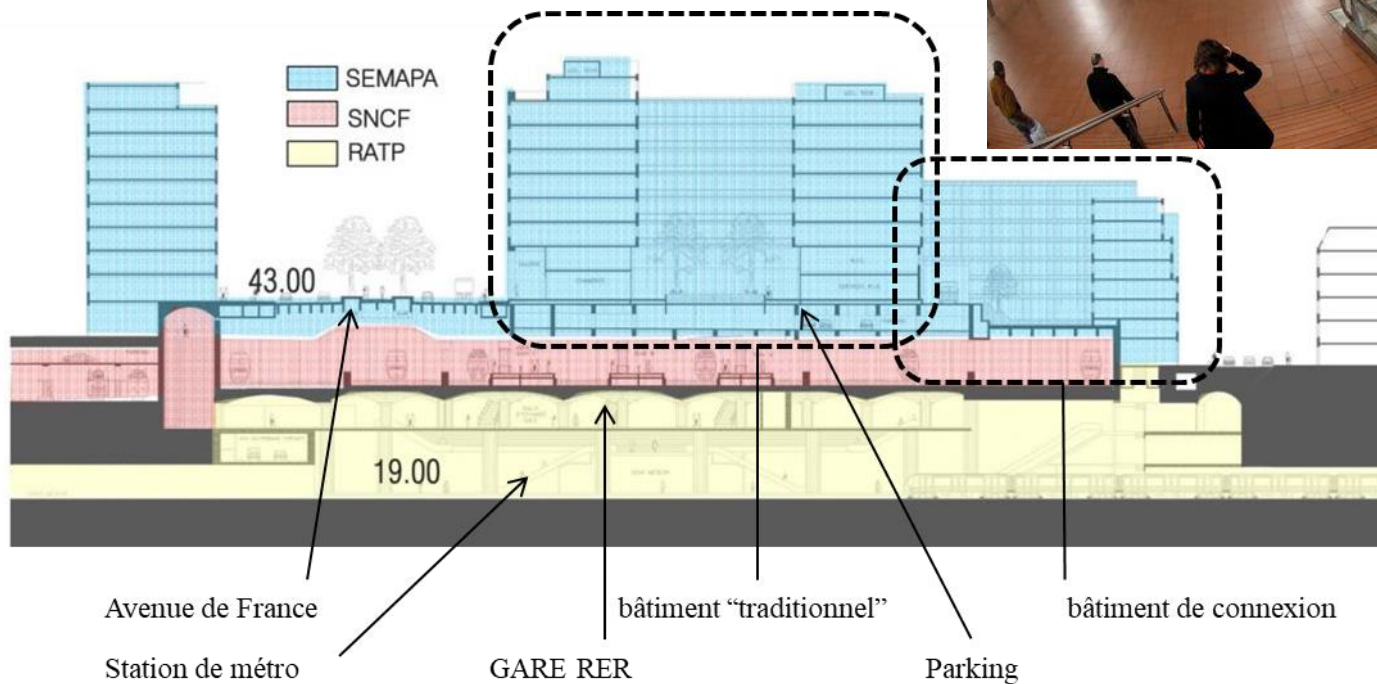 SEMAPA
SNCF
RATP
43.00
19.00
Avenue de France
bâtiment “traditionnel”
bâtiment de connexion
Station de métro
GARE RER
Parking